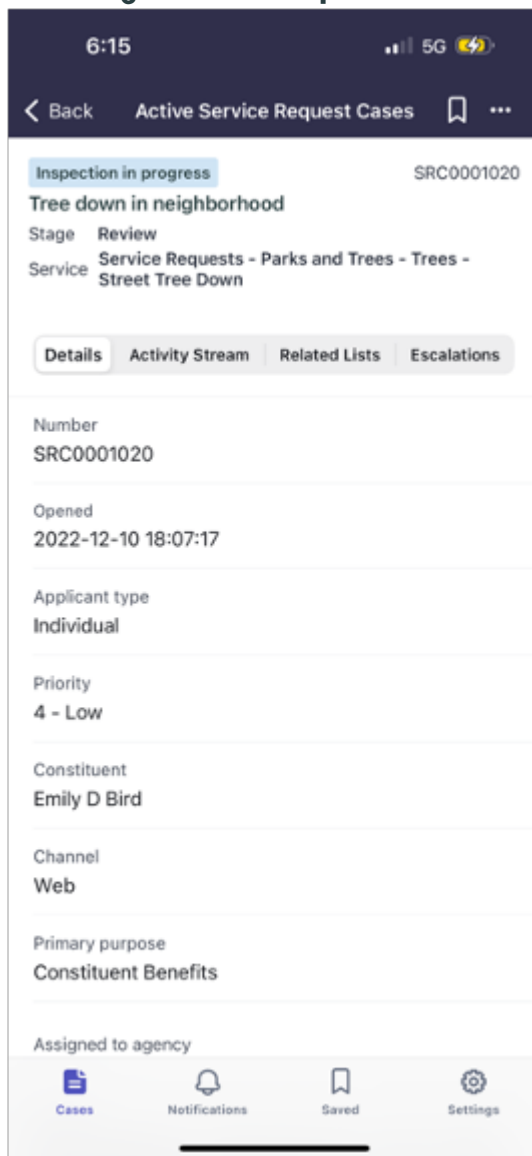 6:15 5G
Back Active Service Request Cases
Inspection in progress SRC0001020
Tree down in neighborhood
Stage Review
Service Service Requests - Parks and Trees - Trees -
Street Tree Down
Details Activity Stream Related Lists Escalations
Number
SRC0001020
Opened
2022-12-10 18:07:17
Applicant type
Individual
Priority
4 - Low
Constituent
Emily D Bird
Channel
Web
Primary purpose
Constituent Benefits
Assigned to agency
Cases Notifications Saved Settings